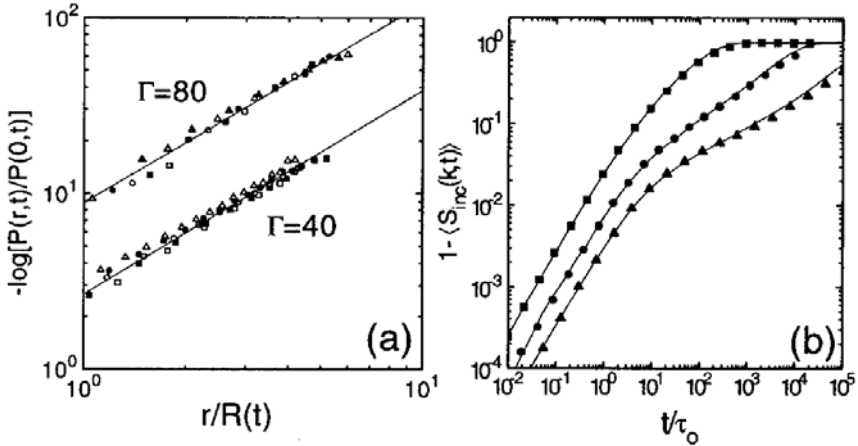 10²
10⁰
-log[P(r,t)/P(0,t)]
Γ=80
10⁻¹
10¹
Γ=40
1-⟨S_inc(k,t)⟩
10⁻²
10⁻³
10⁰
(a)
10⁻⁴
(b)
10⁰ 10¹
10⁻² 10⁻¹ 10⁰ 10¹ 10² 10³ 10⁴ 10⁵
r/R(t)
t/τ₀